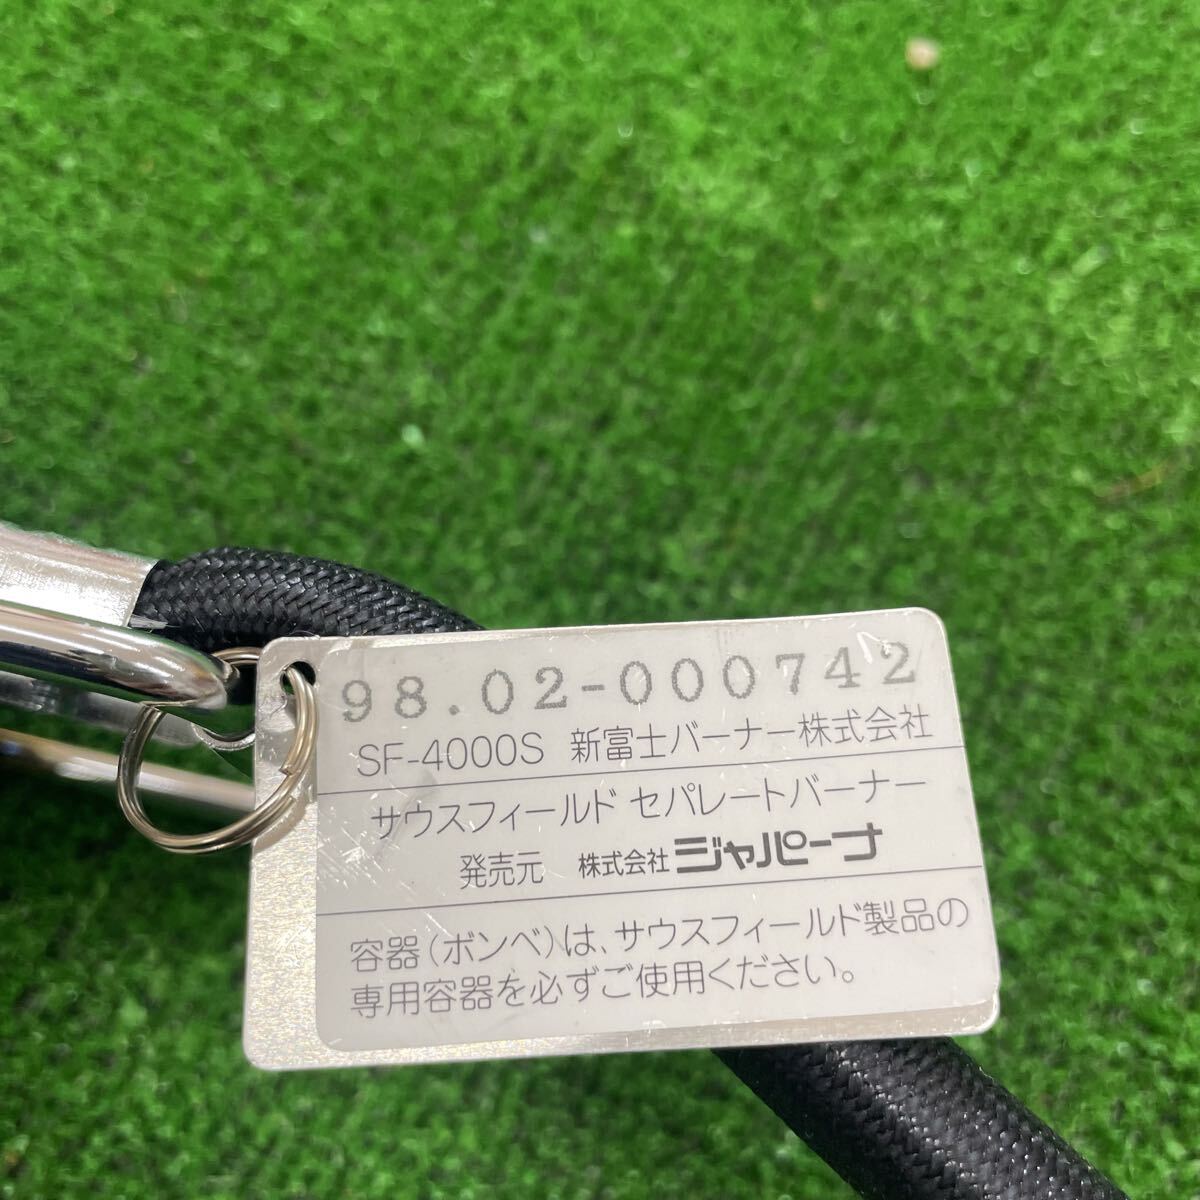 98.02-000742
SF-4000S 新富士バーナー株式会社
サウスフィールド セパレートバーナー
発売元 株式会社 ジャパーナ
容器(ボンベ)は、サウスフィールド製品の
専用容器を必ずご使用ください。